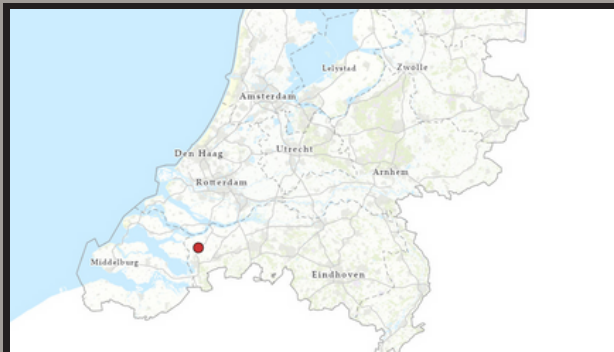 Lelystad
Zwolle
Amsterdam
Utrecht
Den Haag
Arnhem
Rotterdam
Middelburg
Eindhoven